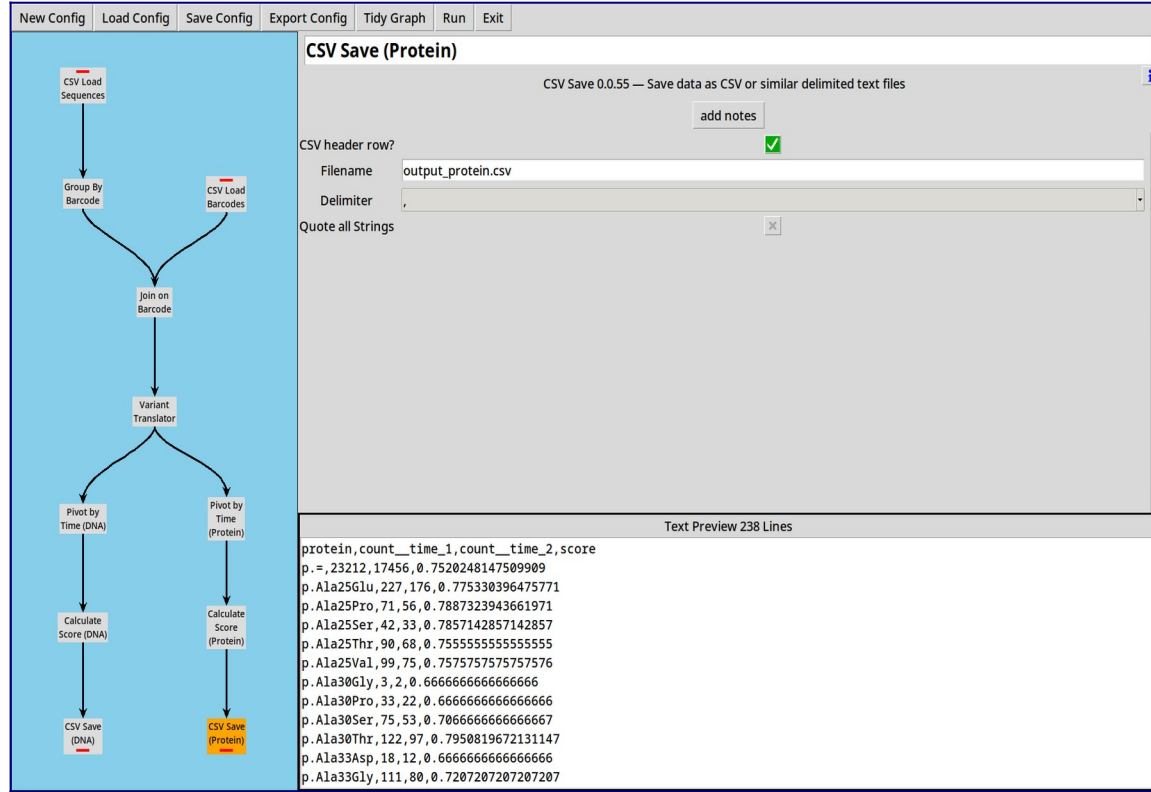 New Config Load Config Save Config Export Config Tidy Graph Run Exit
CSV Load
Sequences
Group By
Barcode
CSV Load
Barcodes
Join on
Barcode
Variant
Translator
Pivot by
Time (DNA)
Pivot by
Time
(Protein)
Calculate
Score (DNA)
Calculate
Score
(Protein)
CSV Save
(DNA)
CSV Save
(Protein)
CSV Save (Protein)
CSV Save 0.0.55 — Save data as CSV or similar delimited text files
add notes
CSV header row?
Filename output_protein.csv
Delimiter ,
Quote all Strings
Text Preview 238 Lines
protein,count__time_1,count__time_2,score
p.=,23212,17456,0.7520248147509909
p.Ala25Glu,227,176,0.775330396475771
p.Ala25Pro,71,56,0.7887323943661971
p.Ala25Ser,42,33,0.7857142857142857
p.Ala25Thr,90,68,0.7555555555555555
p.Ala25Val,99,75,0.7575757575757576
p.Ala30Gly,3,2,0.6666666666666666
p.Ala30Pro,33,22,0.6666666666666666
p.Ala30Ser,75,53,0.7066666666666667
p.Ala30Thr,122,97,0.7950819672131147
p.Ala33Asp,18,12,0.6666666666666666
p.Ala33Gly,111,80,0.7207207207207207